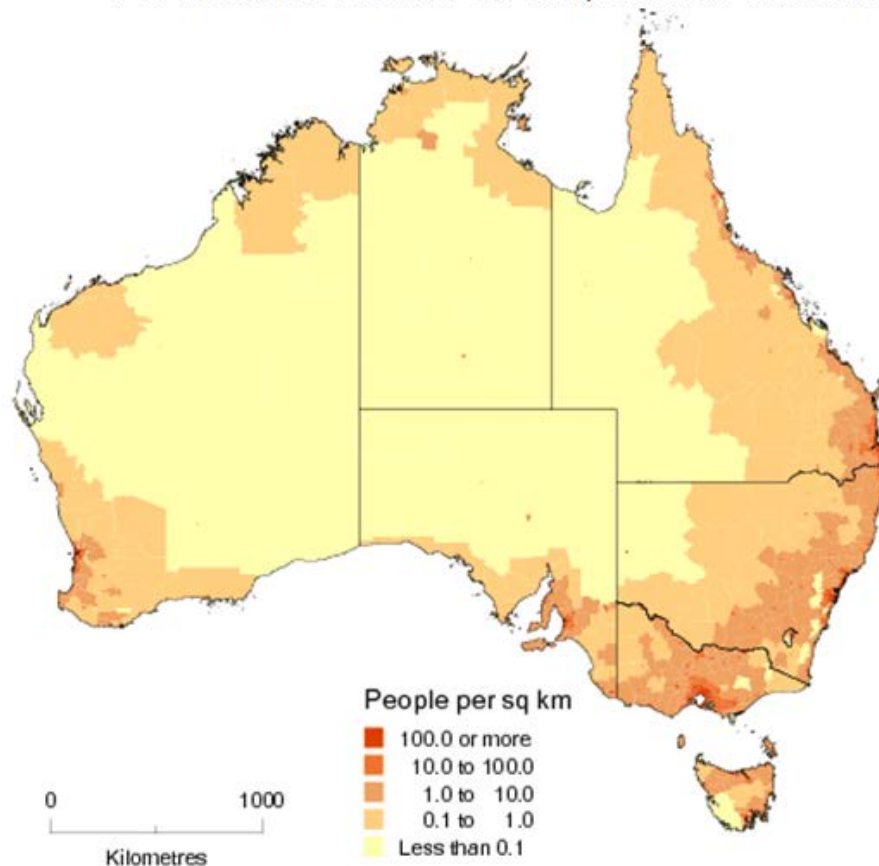 People per sq km
100.0 or more
10.0 to 100.0
1.0 to 10.0
0.1 to 1.0
Less than 0.1
0 1000
Kilometres